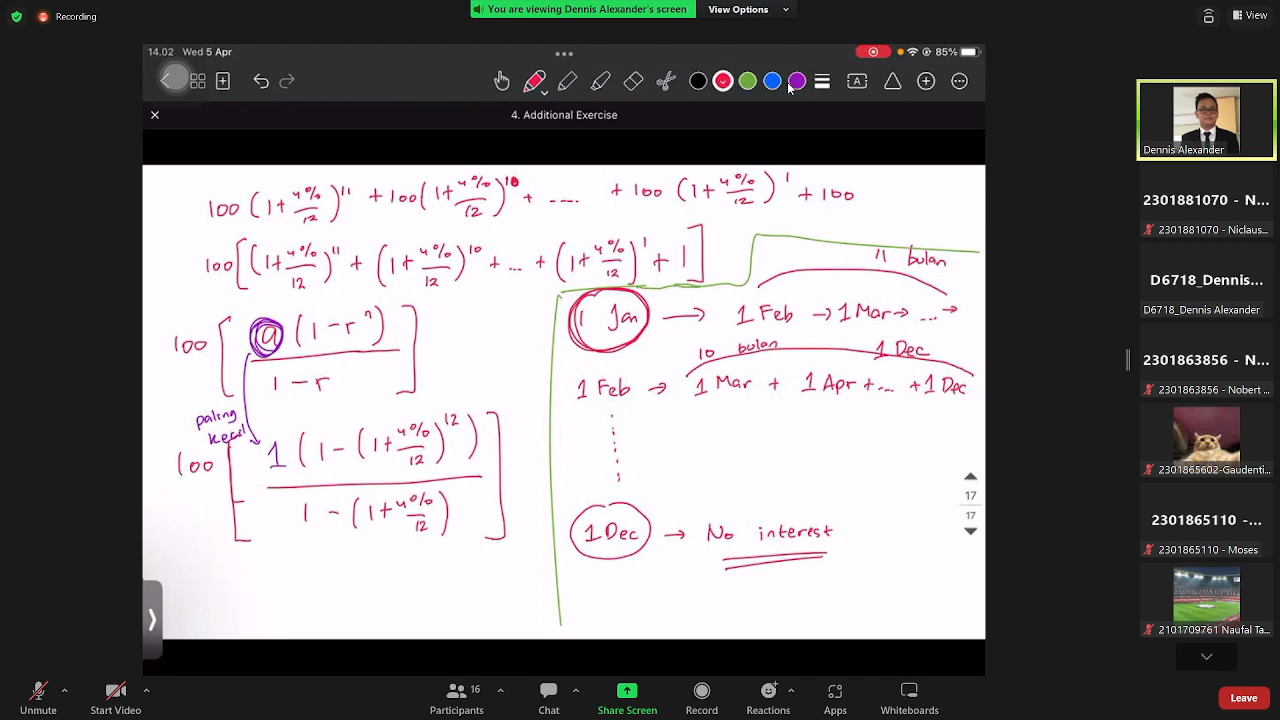 Recording
You are viewing Dennis Alexander's screen
View Options
View
14.02 Wed 5 Apr
85%
4. Additional Exercise
100 (1+4%/12)^11 + 100 (1+4%/12)^10 + ..... + 100 (1+4%/12)^1 + 100
100 [(1+4%/12)^11 + (1+4%/12)^10 + ... + (1+4%/12)^1 + 1]
100 [a (1-r^n) / 1-r]
paling
kecil
100 [1 (1-(1+4%/12)^12) / 1-(1+4%/12)]
11 bulan
1 Jan → 1 Feb → 1 Mar → ... →
1 Dec
10 bulan
1 Feb → 1 Mar + 1 Apr + ... + 1 Dec
1 Dec → No interest
17
17
Dennis Alexander
2301881070 - N...
2301881070 - Niclaus...
D6718_Dennis...
D6718_Dennis Alexander
2301863856 - N...
2301863856 - Nobert ...
2301865602-Gaudenti...
2301865110 -...
2301865110 - Moses
2101709761 Naufal Ta...
Unmute
Start Video
16
Participants
Chat
Share Screen
Record
Reactions
Apps
Whiteboards
Leave